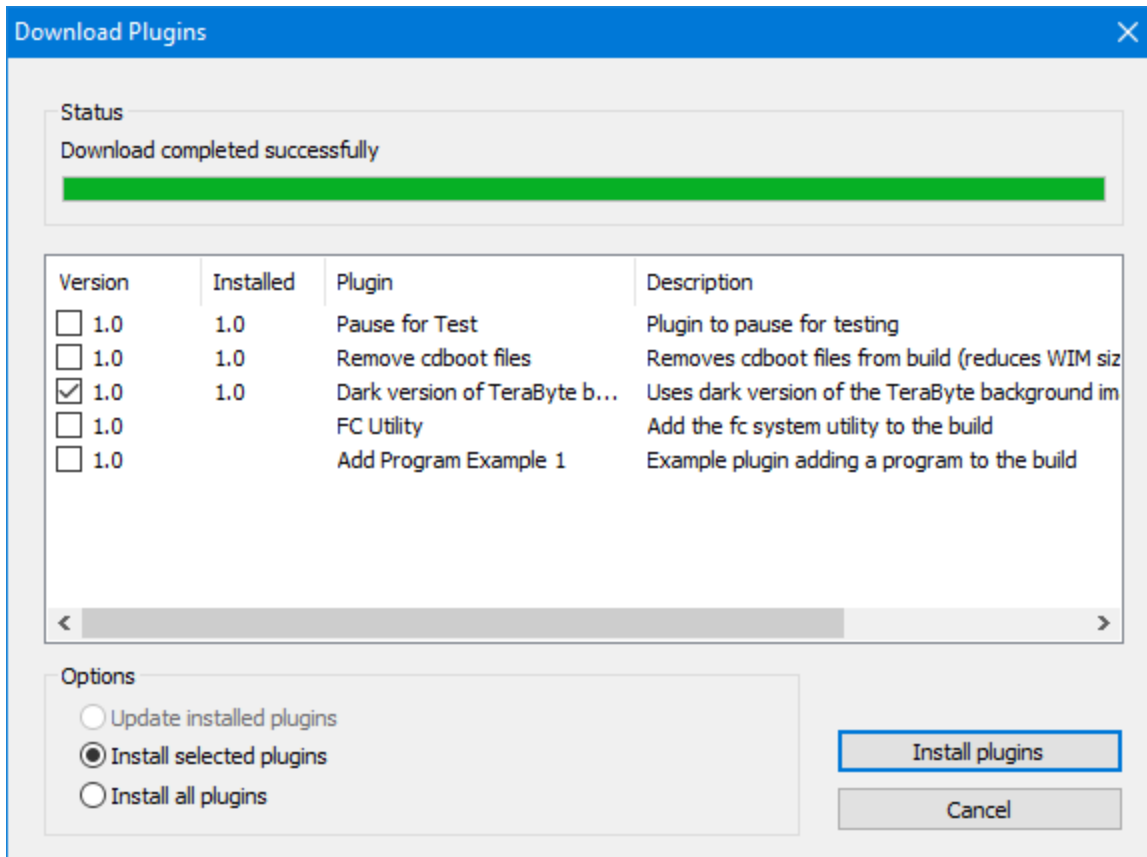 Download Plugins
Status
Download completed successfully
Version Installed Plugin Description
1.0 1.0 Pause for Test Plugin to pause for testing
1.0 1.0 Remove cdboot files Removes cdboot files from build (reduces WIM siz
1.0 1.0 Dark version of TeraByte b... Uses dark version of the TeraByte background im
1.0 FC Utility Add the fc system utility to the build
1.0 Add Program Example 1 Example plugin adding a program to the build
Options
Update installed plugins
Install selected plugins
Install all plugins
Install plugins
Cancel